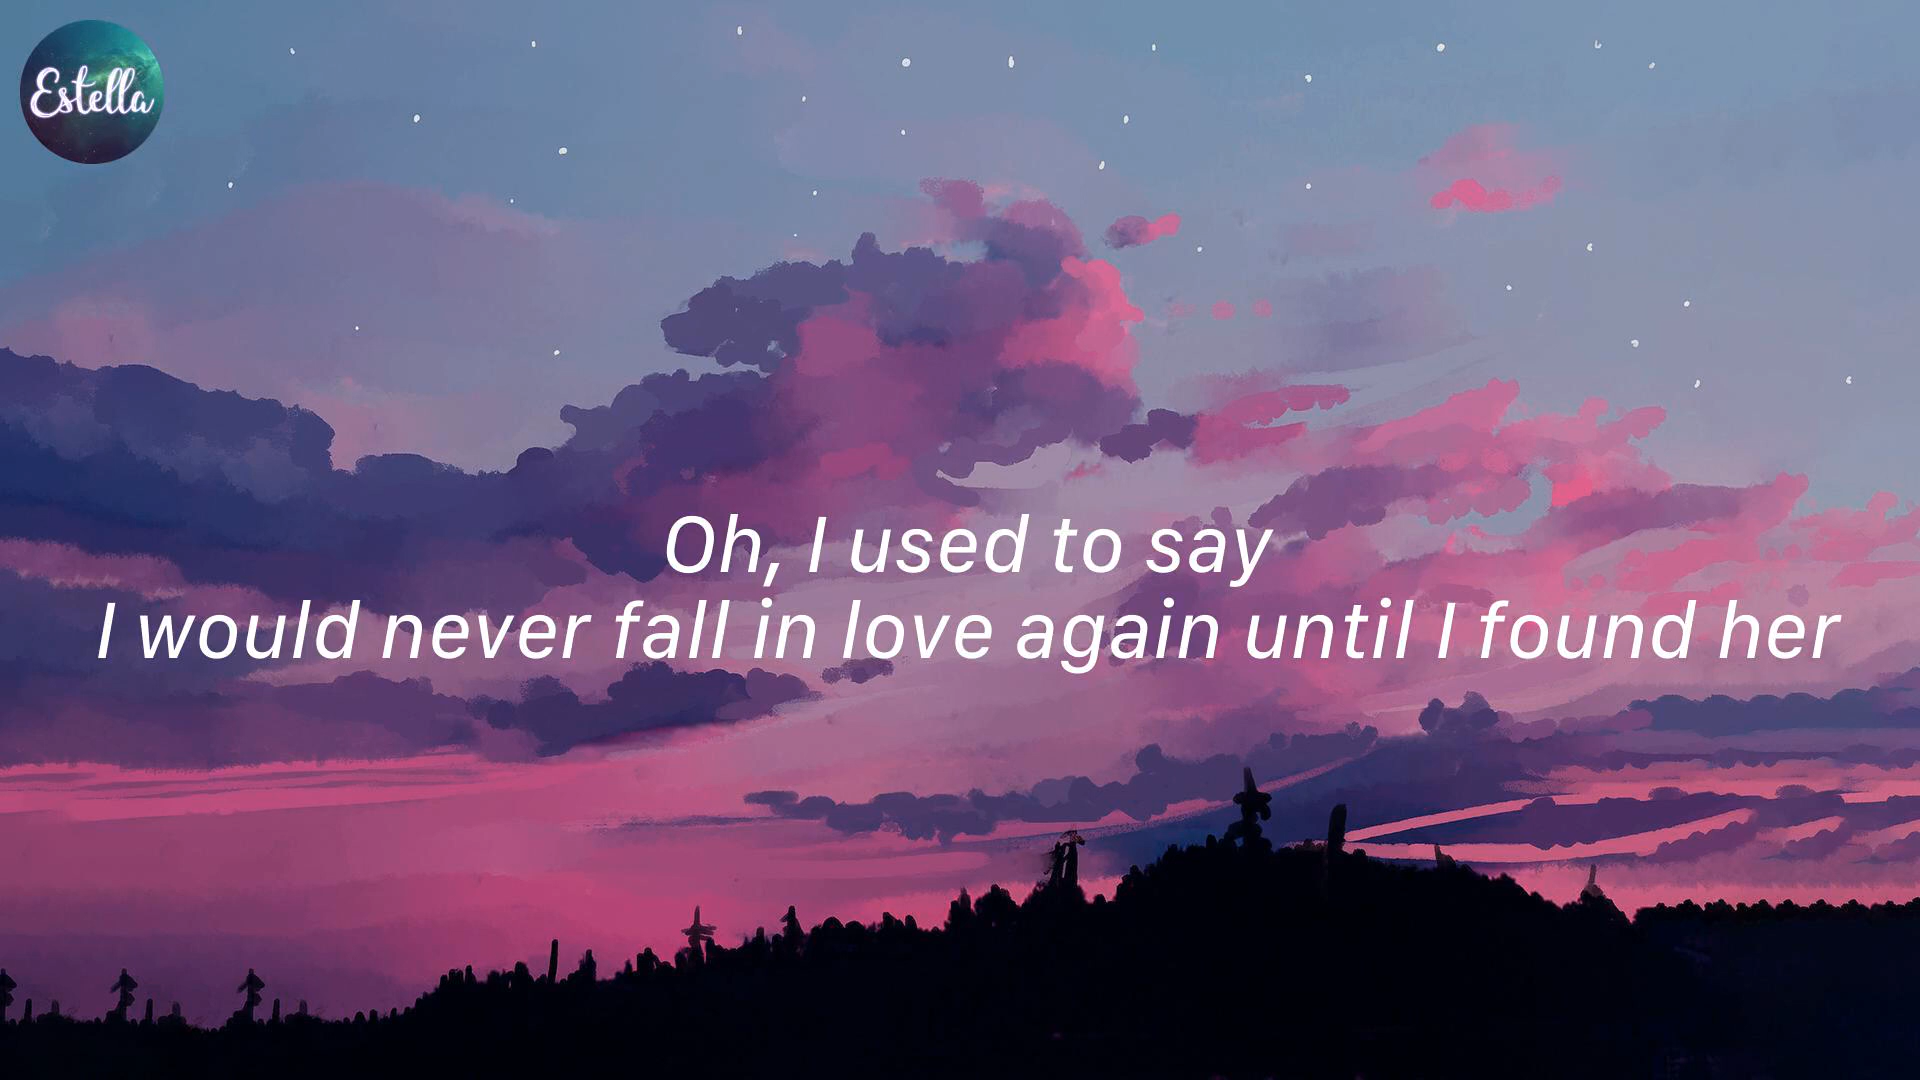 Estella
Oh, I used to say
I would never fall in love again until I found her